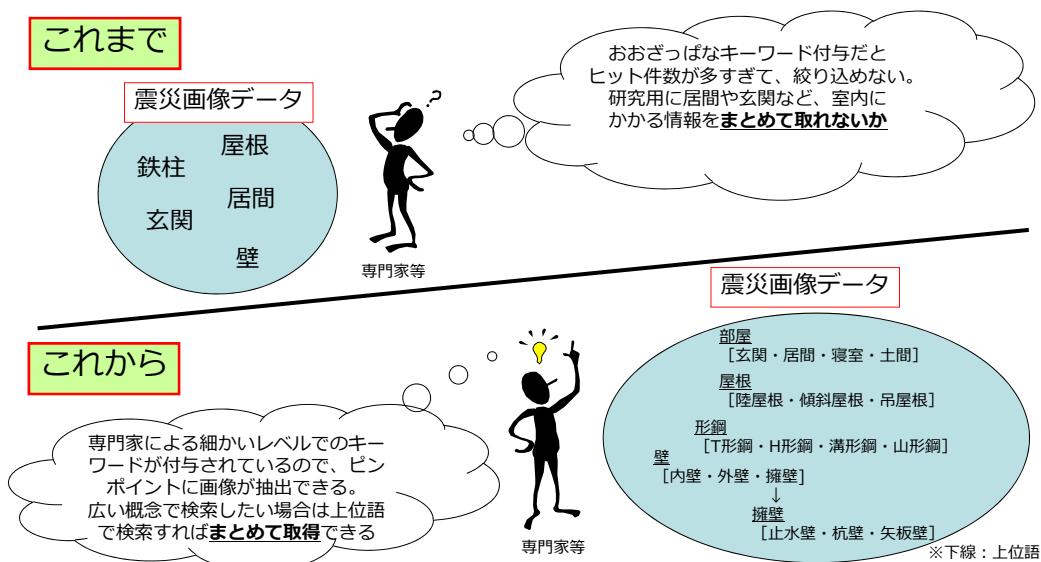 これまで
震災画像データ
屋根
鉄柱
居間
玄関
壁
?
専門家等
おおざっぱなキーワード付与だと
ヒット件数が多すぎて、絞り込めない。
研究用に居間や玄関など、室内に
かかる情報をまとめて取れないか
これから
専門家による細かいレベルでのキー
ワードが付与されているので、ピン
ポイントに画像が抽出できる。
広い概念で検索したい場合は上位語
で検索すればまとめて取得できる
専門家等
震災画像データ
部屋
［玄関・居間・寝室・土間］
屋根
［陸屋根・傾斜屋根・吊屋根］
形鋼
［T形鋼・H形鋼・溝形鋼・山形鋼］
壁
［内壁・外壁・擁壁］
↓
擁壁
［止水壁・杭壁・矢板壁］
※下線：上位語